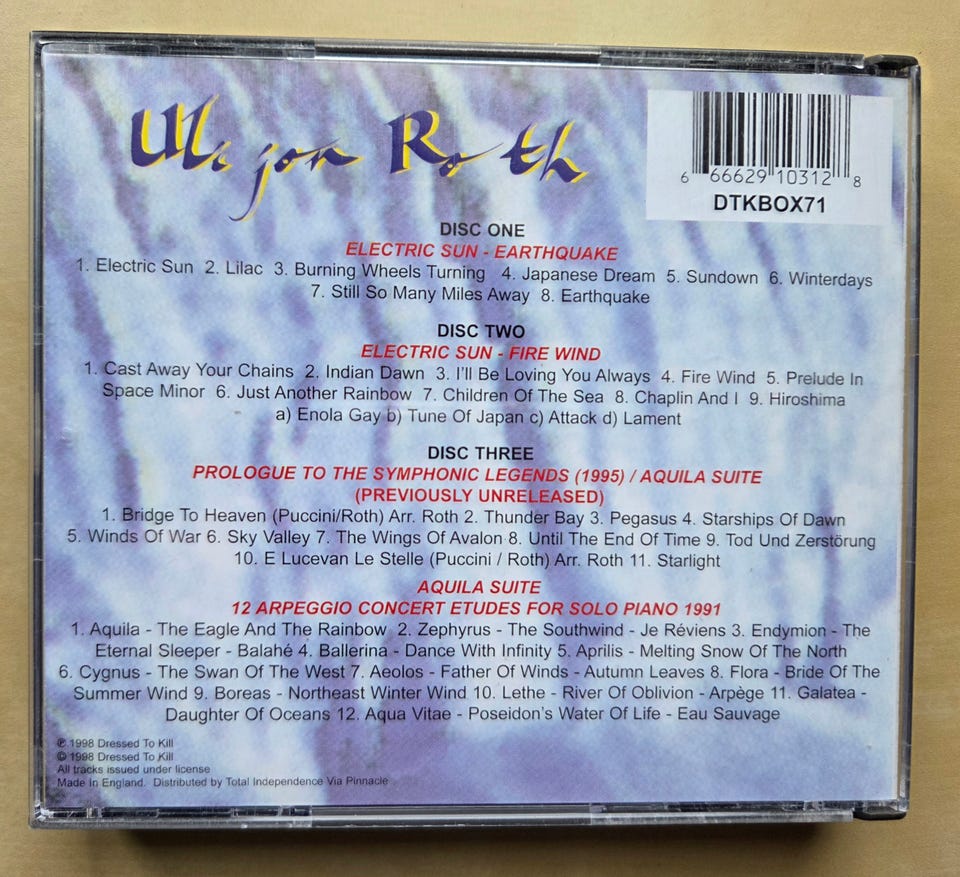 Uli jon Roth
6 66629 10312 8
DTKBOX71
DISC ONE
ELECTRIC SUN - EARTHQUAKE
1. Electric Sun 2. Lilac 3. Burning Wheels Turning 4. Japanese Dream 5. Sundown 6. Winterdays
7. Still So Many Miles Away 8. Earthquake
DISC TWO
ELECTRIC SUN - FIRE WIND
1. Cast Away Your Chains 2. Indian Dawn 3. I'll Be Loving You Always 4. Fire Wind 5. Prelude In
Space Minor 6. Just Another Rainbow 7. Children Of The Sea 8. Chaplin And I 9. Hiroshima
a) Enola Gay b) Tune Of Japan c) Attack d) Lament
DISC THREE
PROLOGUE TO THE SYMPHONIC LEGENDS (1995) / AQUILA SUITE
(PREVIOUSLY UNRELEASED)
1. Bridge To Heaven (Puccini/Roth) Arr. Roth 2. Thunder Bay 3. Pegasus 4. Starships Of Dawn
5. Winds Of War 6. Sky Valley 7. The Wings Of Avalon 8. Until The End Of Time 9. Tod Und Zerstörung
10. E Lucevan Le Stelle (Puccini / Roth) Arr. Roth 11. Starlight
AQUILA SUITE
12 ARPEGGIO CONCERT ETUDES FOR SOLO PIANO 1991
1. Aquila - The Eagle And The Rainbow 2. Zephyrus - The Southwind - Je Réviens 3. Endymion - The
Eternal Sleeper - Balahé 4. Ballerina - Dance With Infinity 5. Aprilis - Melting Snow Of The North
6. Cygnus - The Swan Of The West 7. Aeolos - Father Of Winds - Autumn Leaves 8. Flora - Bride Of The
Summer Wind 9. Boreas - Northeast Winter Wind 10. Lethe - River Of Oblivion - Arpège 11. Galatea -
Daughter Of Oceans 12. Aqua Vitae - Poseidon's Water Of Life - Eau Sauvage
℗ 1998 Dressed To Kill
© 1998 Dressed To Kill
All tracks issued under license
Made In England. Distributed by Total Independence Via Pinnacle